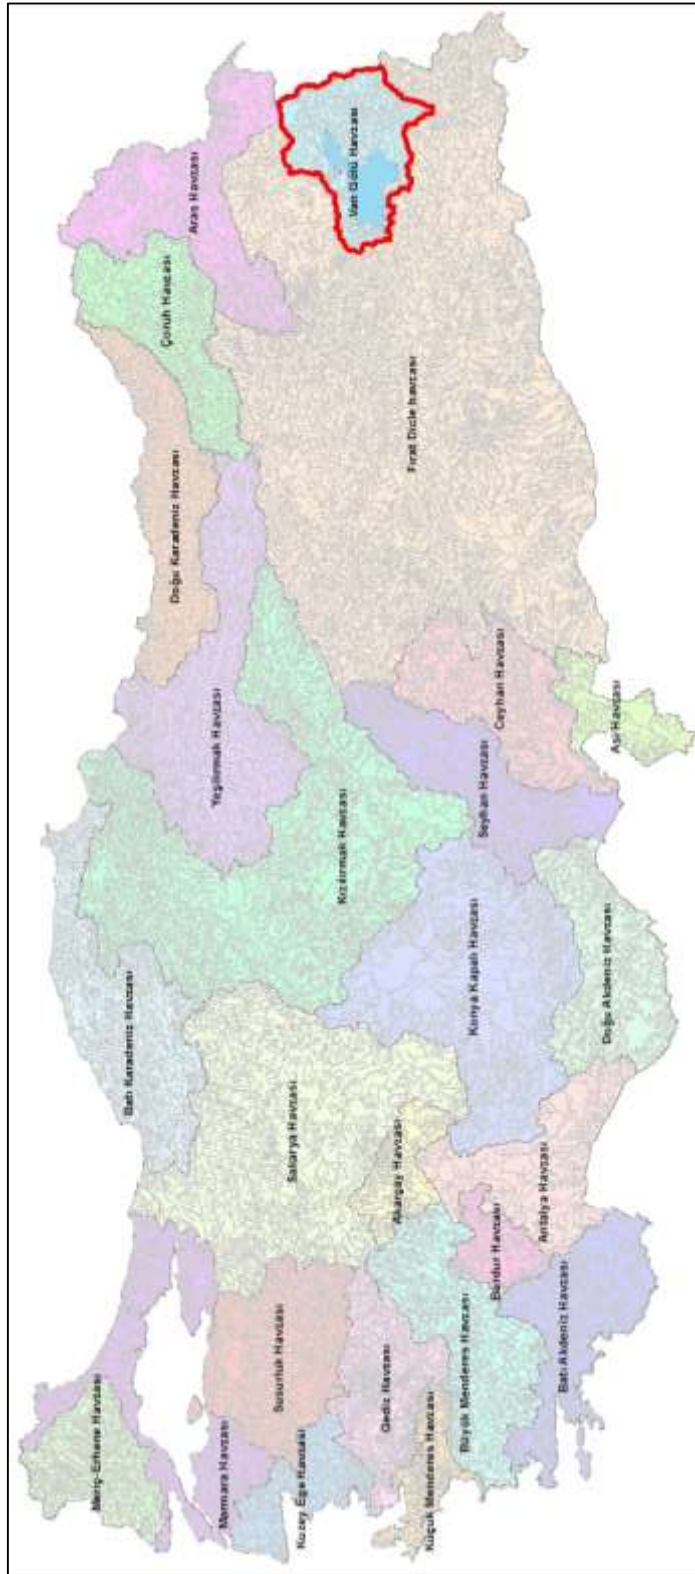 Meriç-Ergene Havzası
Marmara Havzası
Kuzey Ege Havzası
Susurluk Havzası
Gediz Havzası
Küçük Menderes Havzası
Büyük Menderes Havzası
Batı Akdeniz Havzası
Burdur Havzası
Antalya Havzası
Akarçay Havzası
Sakarya Havzası
Batı Karadeniz Havzası
Konya Kapalı Havzası
Doğu Akdeniz Havzası
Kızılırmak Havzası
Yeşilırmak Havzası
Seyhan Havzası
Ceyhan Havzası
Asi Havzası
Doğu Karadeniz Havzası
Çoruh Havzası
Aras Havzası
Fırat Dicle havzası
Van Gölü Havzası